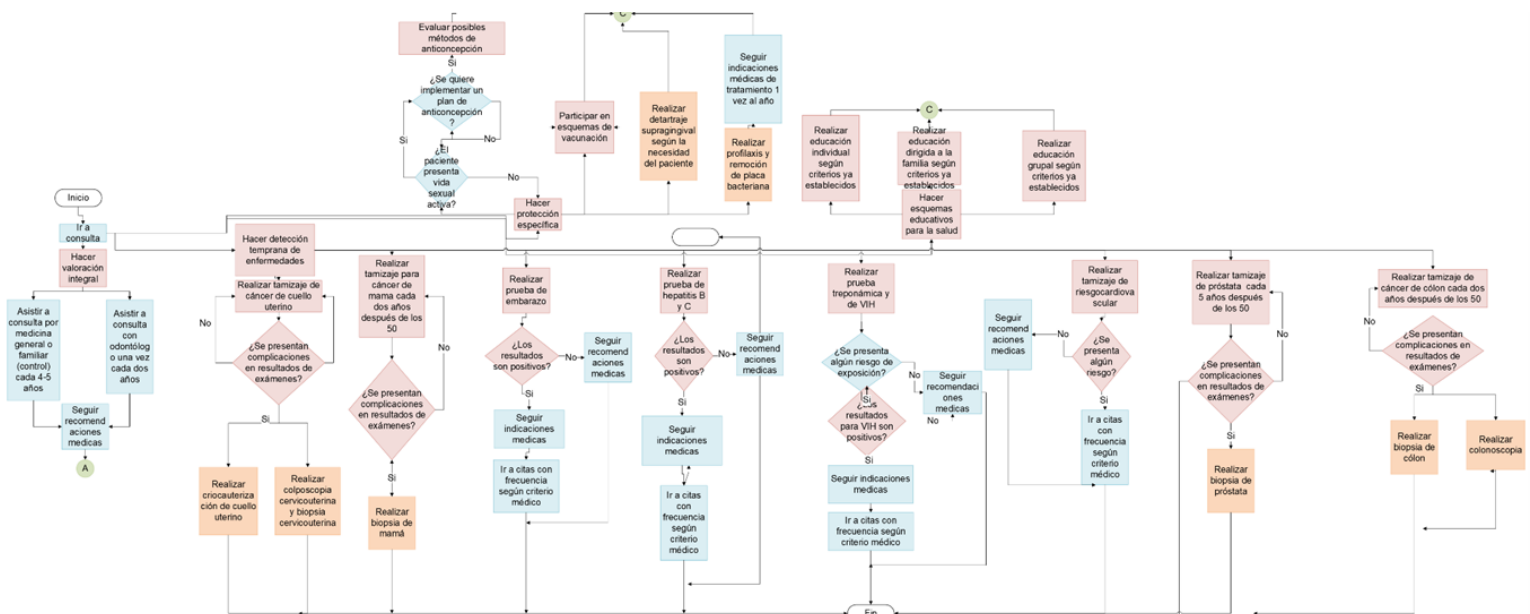 C
Evaluar posibles
métodos de
anticoncepción
Si
¿Se quiere
implementar un
plan de
anticoncepción
?
Si
No
¿El
paciente
presenta
vida
sexual
activa?
No
Hacer
protección
específica
Participar en
esquemas de
vacunación
Realizar
detartraje
supragingival
según la
necesidad
del paciente
Seguir
indicaciones
médicas de
tratamiento 1
vez al año
Realizar
profilaxis y
remoción de
placa
bacteriana
C
Realizar
educación
individual
según
criterios ya
establecidos
Realizar
educación
dirigida a la
familia según
criterios ya
establecidos
Realizar
educación
grupal según
criterios ya
establecidos
Hacer
esquemas
educativos
para la salud
Inicio
Ir a
consulta
Hacer
valoración
integral
Asistir a
consulta por
medicina
general o
familiar
(control)
cada 4-5
años
Asistir a
consulta
con
odontólog
o una vez
cada dos
años
Seguir
recomend
aciones
medicas
A
Hacer detección
temprana de
enfermedades
Realizar tamizaje de
cáncer de cuello
uterino
No
¿Se presentan
complicaciones
en resultados de
exámenes?
Si
Realizar
criocauteriza
ción de cuello
uterino
Realizar
colposcopia
cervicouterina
y biopsia
cervicouterina
Realizar
tamizaje para
cáncer de
mama cada
dos años
después de los
50
No
¿Se presentan
complicaciones
en resultados de
exámenes?
Si
Realizar
biopsia de
mamá
Realizar
prueba de
embarazo
¿Los
resultados
son positivos?
No
Seguir
recomend
aciones
medicas
Si
Seguir
indicaciones
medicas
Ir a citas con
frecuencia
según criterio
médico
Realizar
prueba de
hepatitis B
y C
¿Los
resultados
son
positivos?
No
Seguir
recomend
aciones
medicas
Si
Seguir
indicaciones
medicas
Ir a citas
con
frecuencia
según
criterio
médico
Realizar
prueba
treponámica y
de VIH
¿Se presenta
algún riesgo de
exposición?
No
Seguir
recomendaci
ones
medicas
No
Si
resultados
para VIH son
positivos?
Si
Seguir indicaciones
medicas
Ir a citas con
frecuencia según
criterio médico
Fin
Realizar
tamizaje de
riesgocardiova
scular
Seguir
recomend
aciones
medicas
No
¿Se
presenta
algún
riesgo?
Si
Ir a citas con
frecuencia
según
criterio
médico
Realizar tamizaje de
próstata cada
5 años después
de los 50
No
¿Se presentan
complicaciones
en resultados de
exámenes?
Si
Realizar
biopsia de
próstata
Realizar tamizaje de
cáncer de cólon cada dos
años después de los 50
No
¿Se presentan
complicaciones en
resultados de
exámenes?
Si
Realizar
biopsia de
cólon
Realizar
colonoscopia